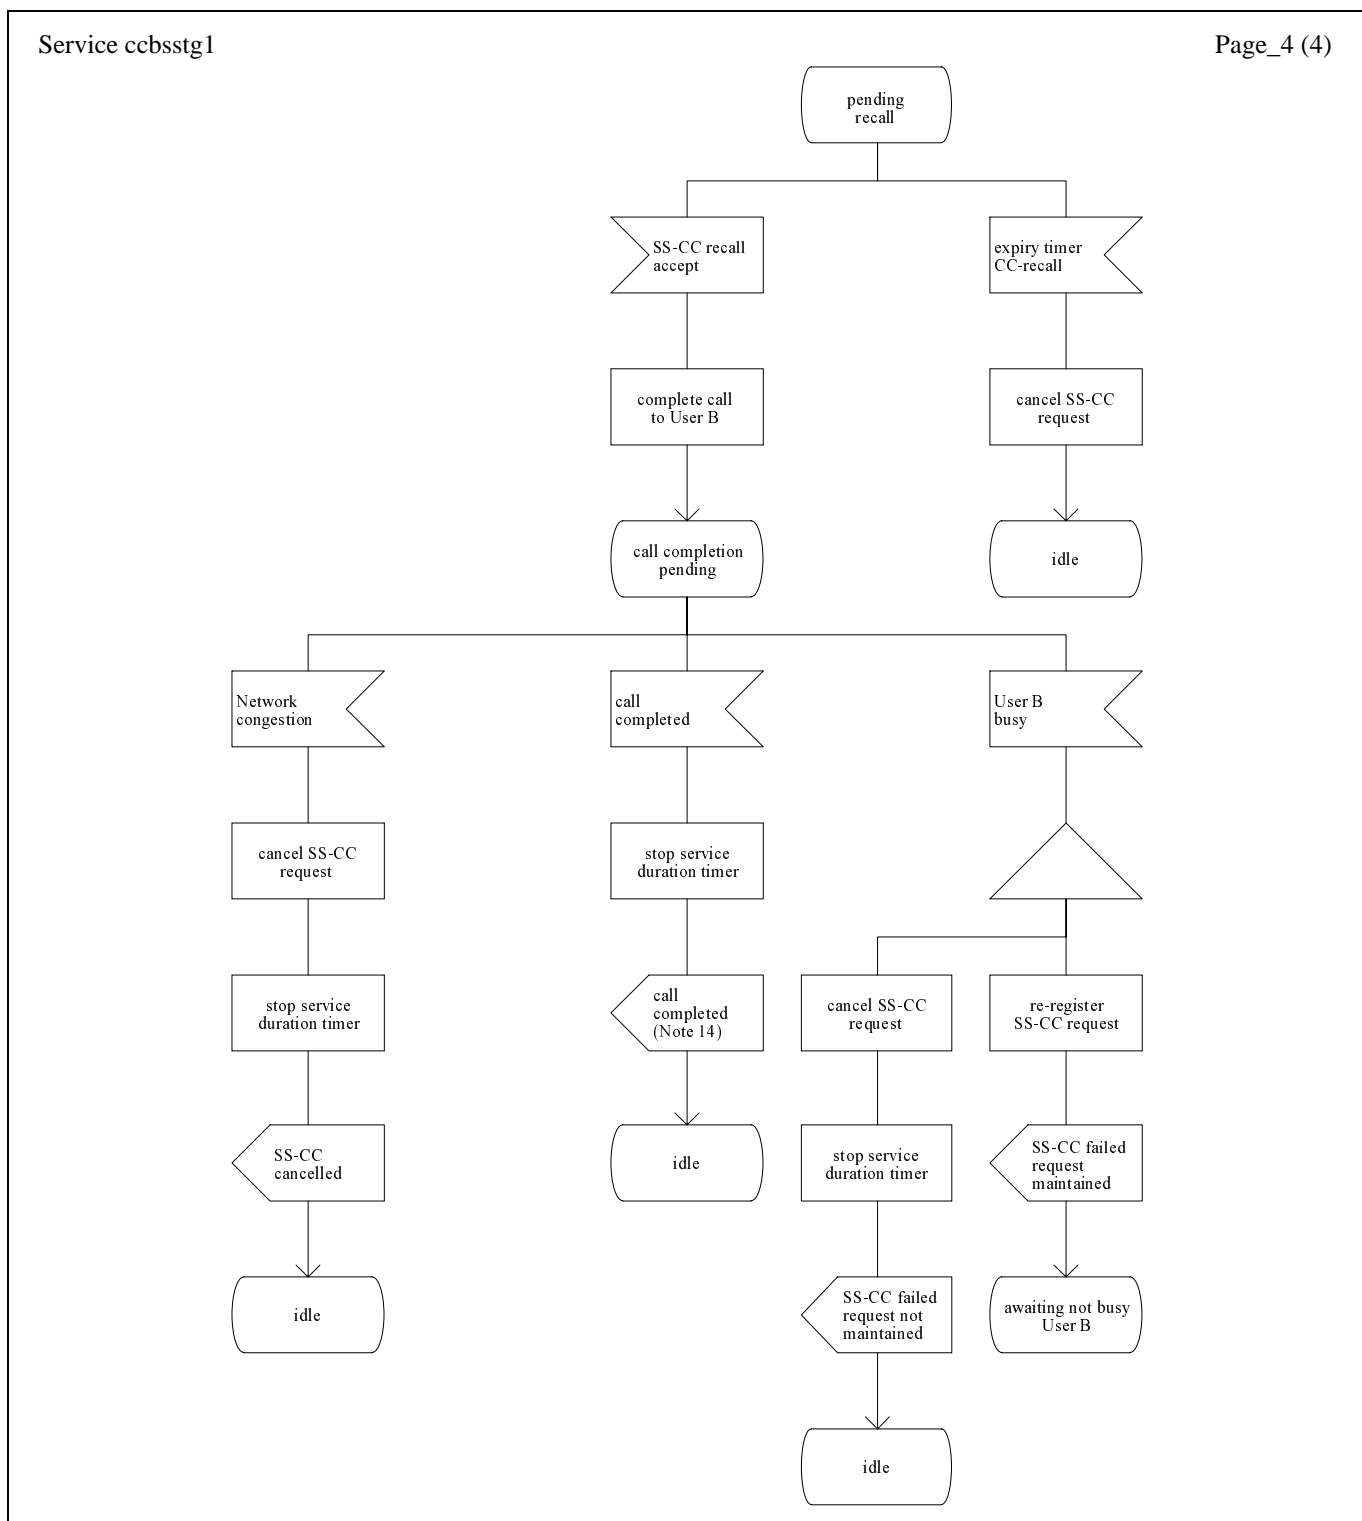 Service ccbsstg1
Page_4 (4)
pending
recall
SS-CC recall
accept
expiry timer
CC-recall
complete call
to User B
cancel SS-CC
request
call completion
pending
idle
Network
congestion
call
completed
User B
busy
cancel SS-CC
request
stop service
duration timer
stop service
duration timer
call
completed
(Note 14)
cancel SS-CC
request
re-register
SS-CC request
SS-CC
cancelled
idle
stop service
duration timer
SS-CC failed
request
maintained
idle
SS-CC failed
request not
maintained
awaiting not busy
User B
idle